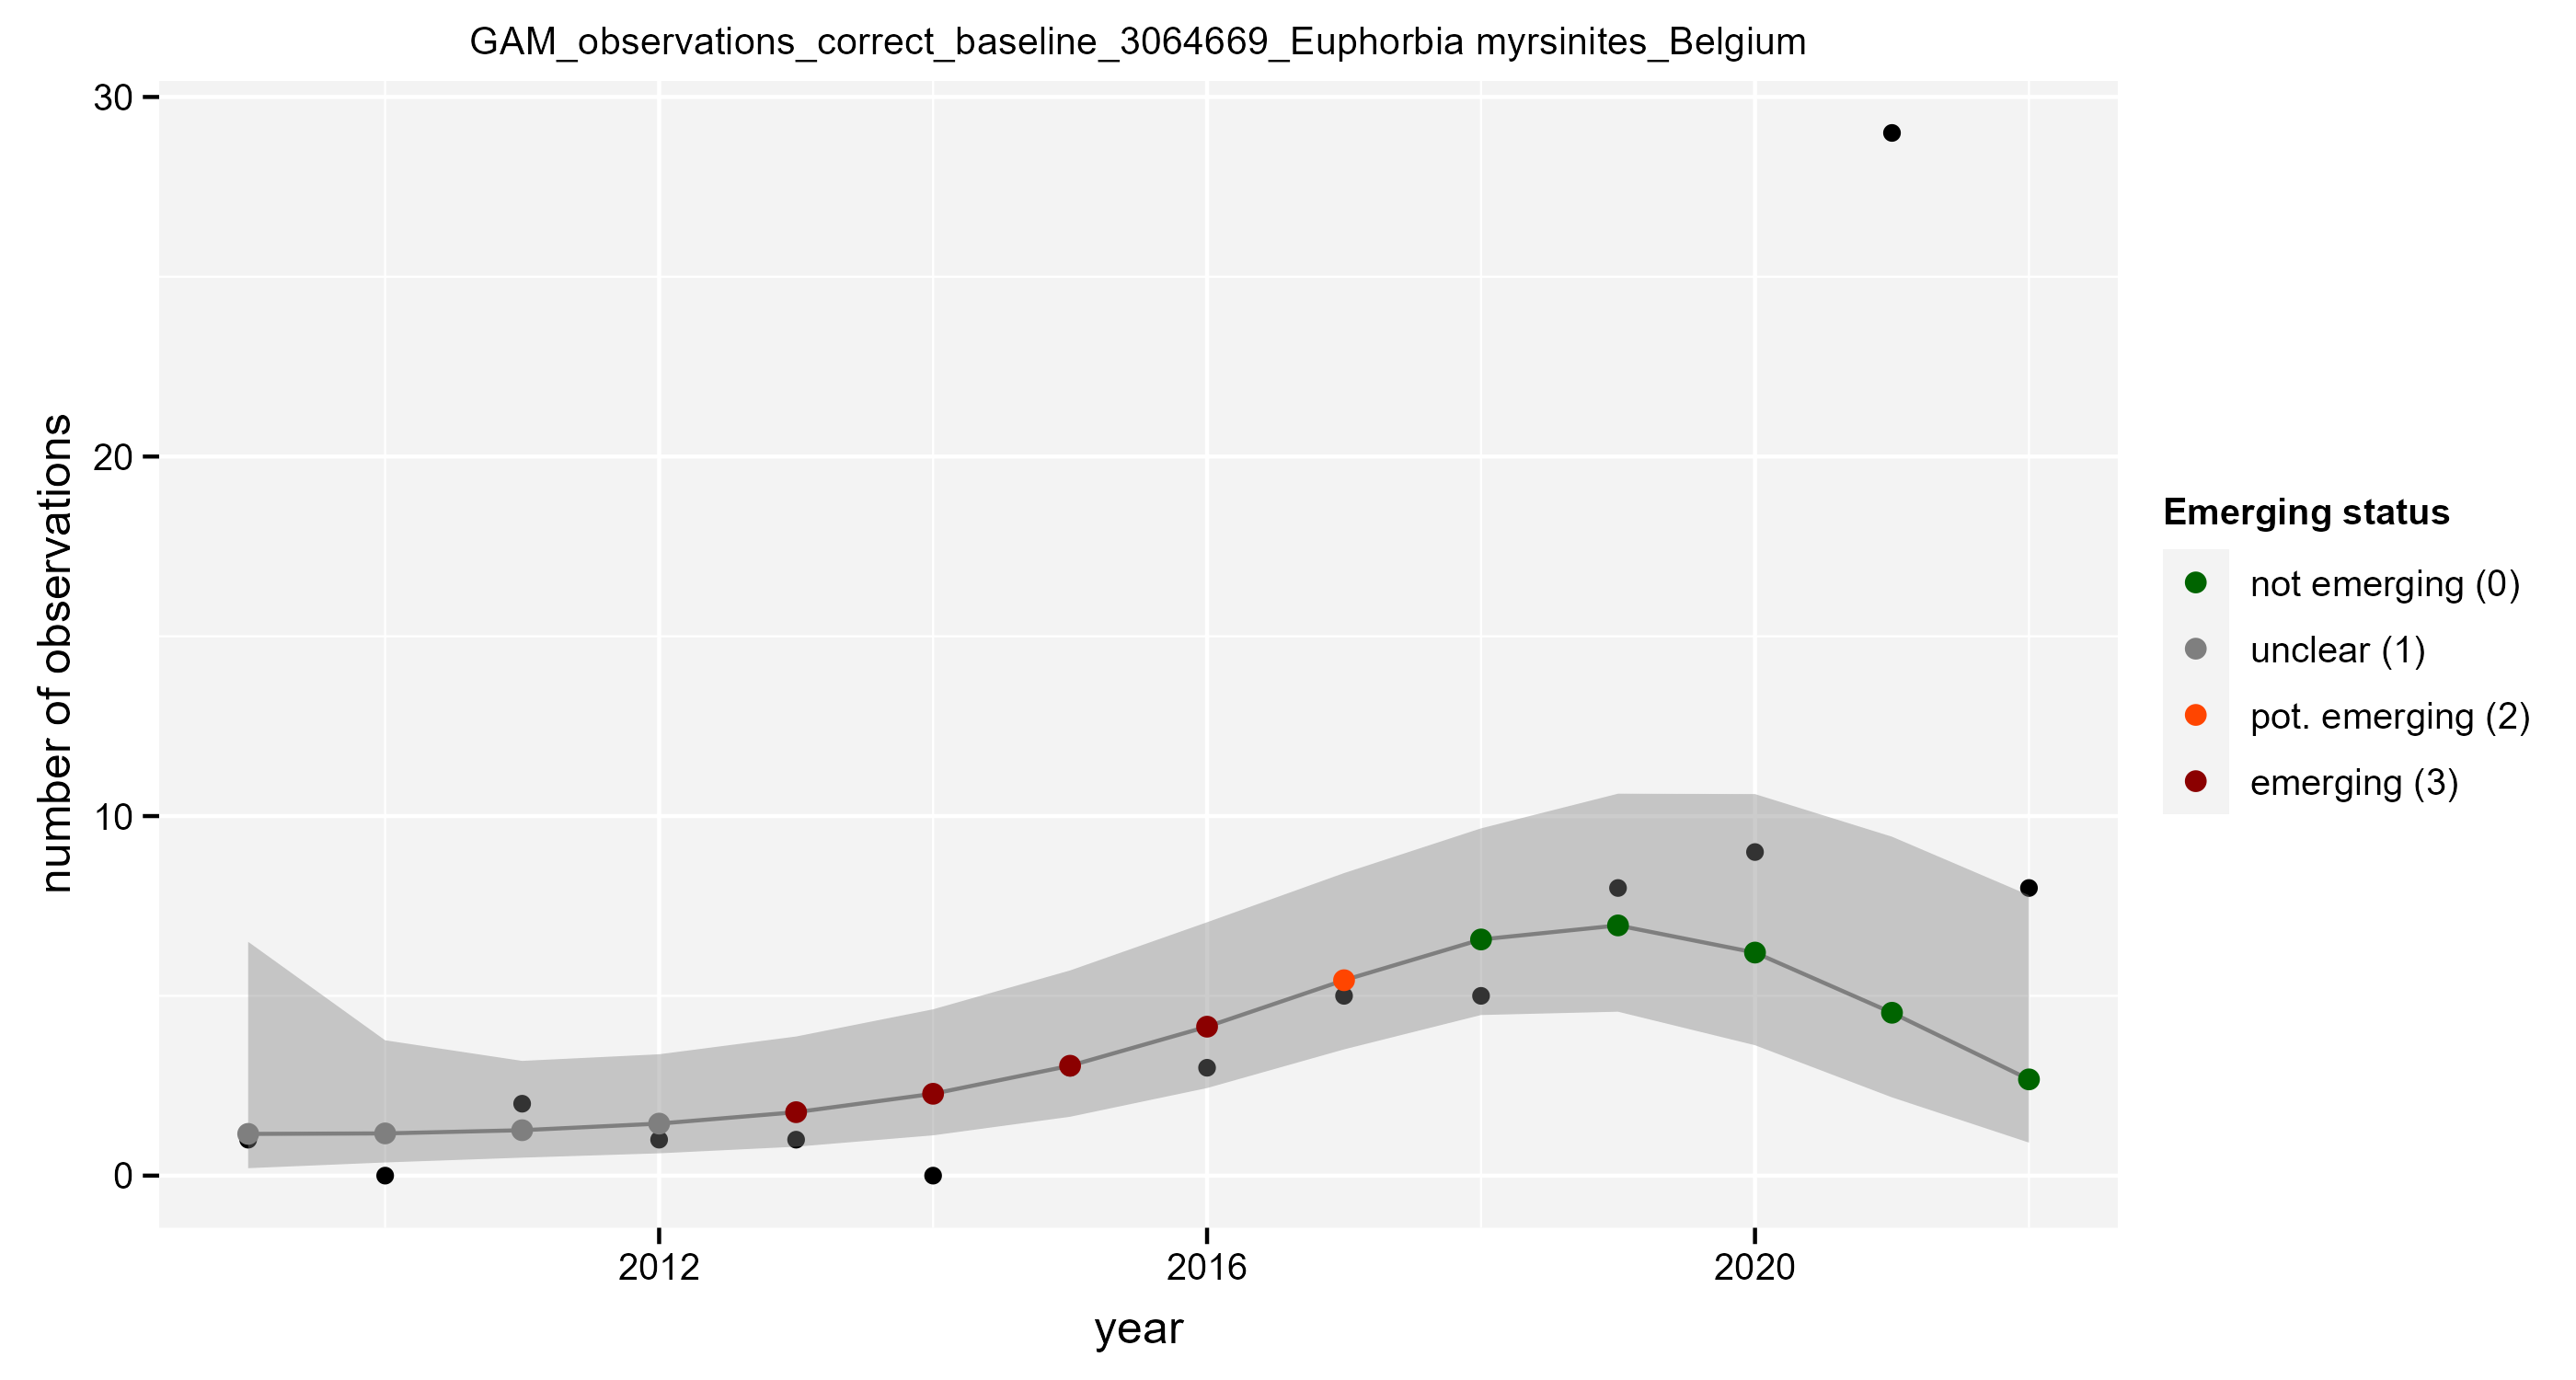 GAM_observations_correct_baseline_3064669_Euphorbia myrsinites_Belgium
number of observations
30
20
10
0
2012
2016
2020
year
Emerging status
not emerging (0)
unclear (1)
pot. emerging (2)
emerging (3)